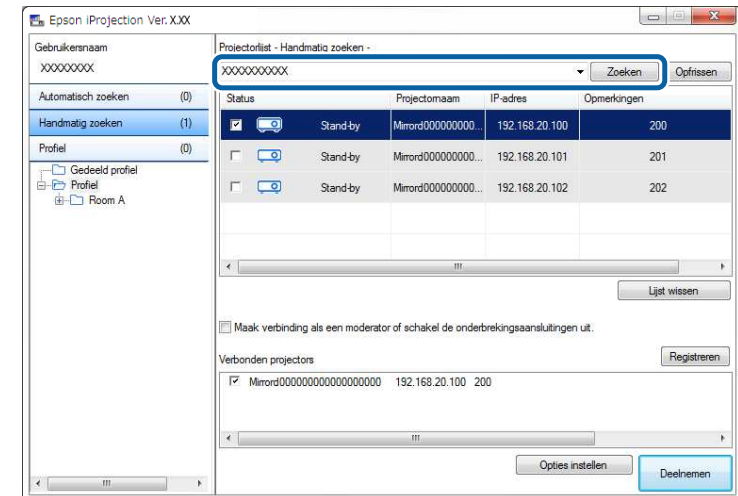 Epson iProjection Ver. X.XX
Gebruikersnaam
XXXXXXXX
Automatisch zoeken (0)
Handmatig zoeken (1)
Profiel (0)
Gedeeld profiel
Profiel
Room A
Projectorlijst - Handmatig zoeken -
XXXXXXXXXX Zoeken Opfrissen
Status Projectornaam IP-adres Opmerkingen
Stand-by Mirrord000000000... 192.168.20.100 200
Stand-by Mirrord000000000... 192.168.20.101 201
Stand-by Mirrord000000000... 192.168.20.102 202
Lijst wissen
Maak verbinding als een moderator of schakel de onderbrekingsaansluitingen uit.
Verbonden projectors Registreren
Mirrord000000000000000000 192.168.20.100 200
Opties instellen Deelnemen